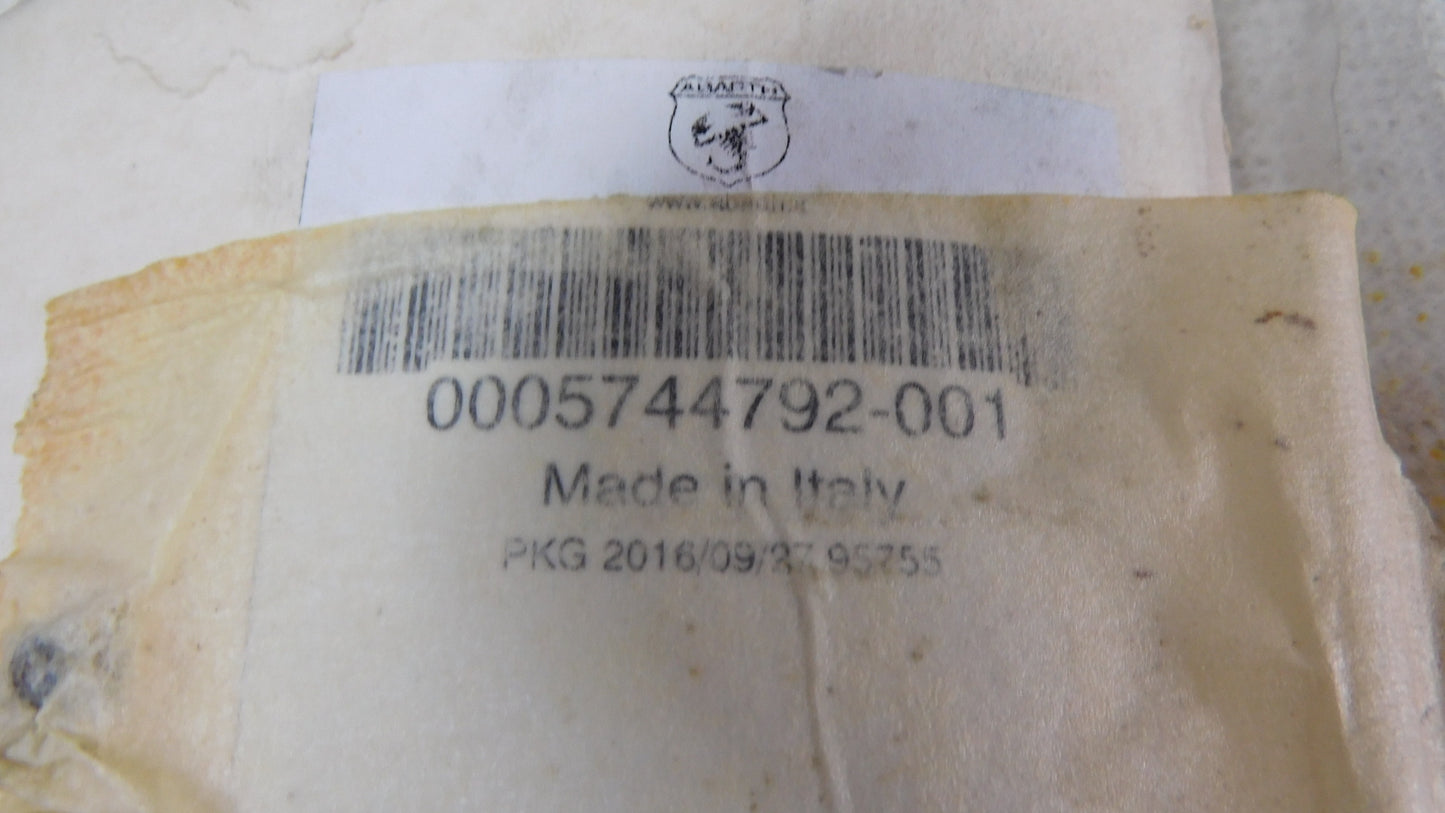 ABARTH
0005744792-001
Made in Italy
PKG 2016/09/27 95755